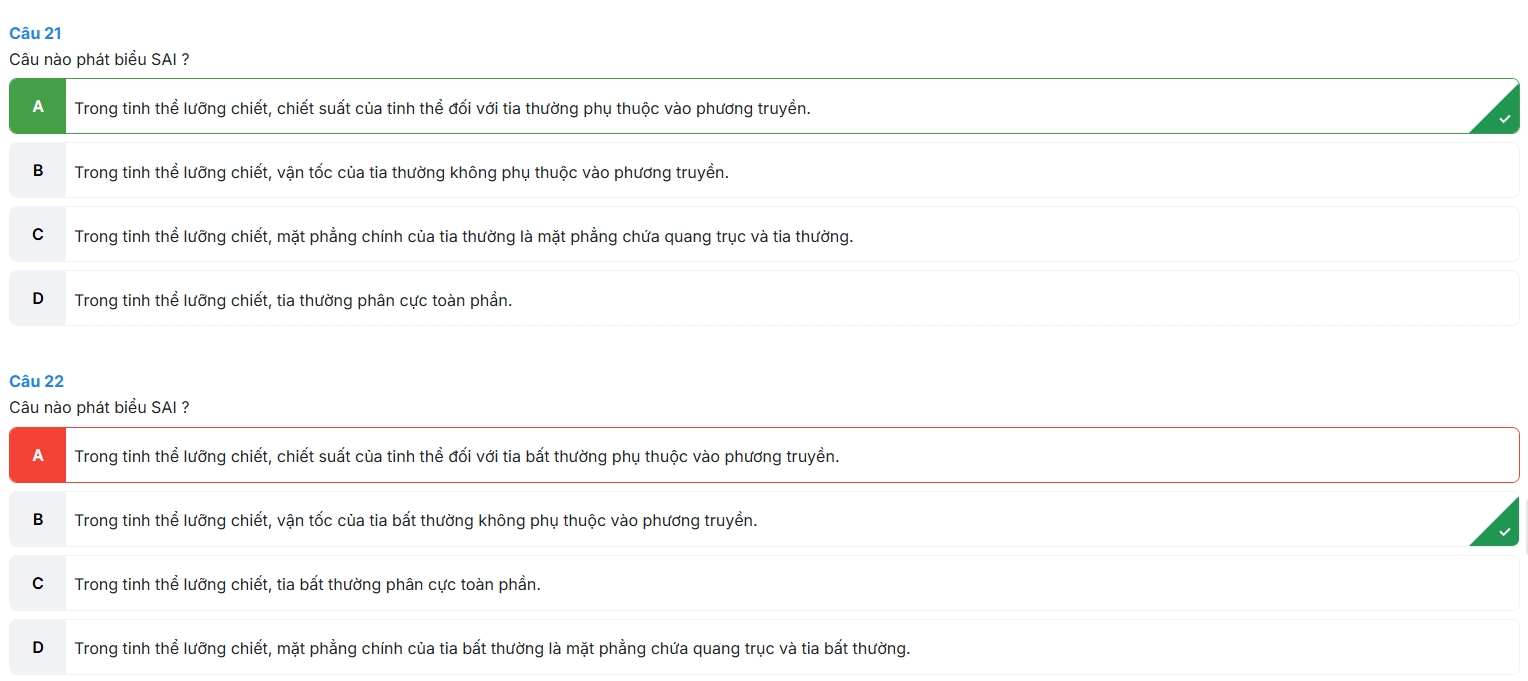 Câu 21
Câu nào phát biểu SAI ?
A
Trong tinh thể lưỡng chiết, chiết suất của tinh thể đối với tia thường phụ thuộc vào phương truyền.
B
Trong tinh thể lưỡng chiết, vận tốc của tia thường không phụ thuộc vào phương truyền.
C
Trong tinh thể lưỡng chiết, mặt phẳng chính của tia thường là mặt phẳng chứa quang trục và tia thường.
D
Trong tinh thể lưỡng chiết, tia thường phân cực toàn phần.
Câu 22
Câu nào phát biểu SAI ?
A
Trong tinh thể lưỡng chiết, chiết suất của tinh thể đối với tia bất thường phụ thuộc vào phương truyền.
B
Trong tinh thể lưỡng chiết, vận tốc của tia bất thường không phụ thuộc vào phương truyền.
C
Trong tinh thể lưỡng chiết, tia bất thường phân cực toàn phần.
D
Trong tinh thể lưỡng chiết, mặt phẳng chính của tia bất thường là mặt phẳng chứa quang trục và tia bất thường.